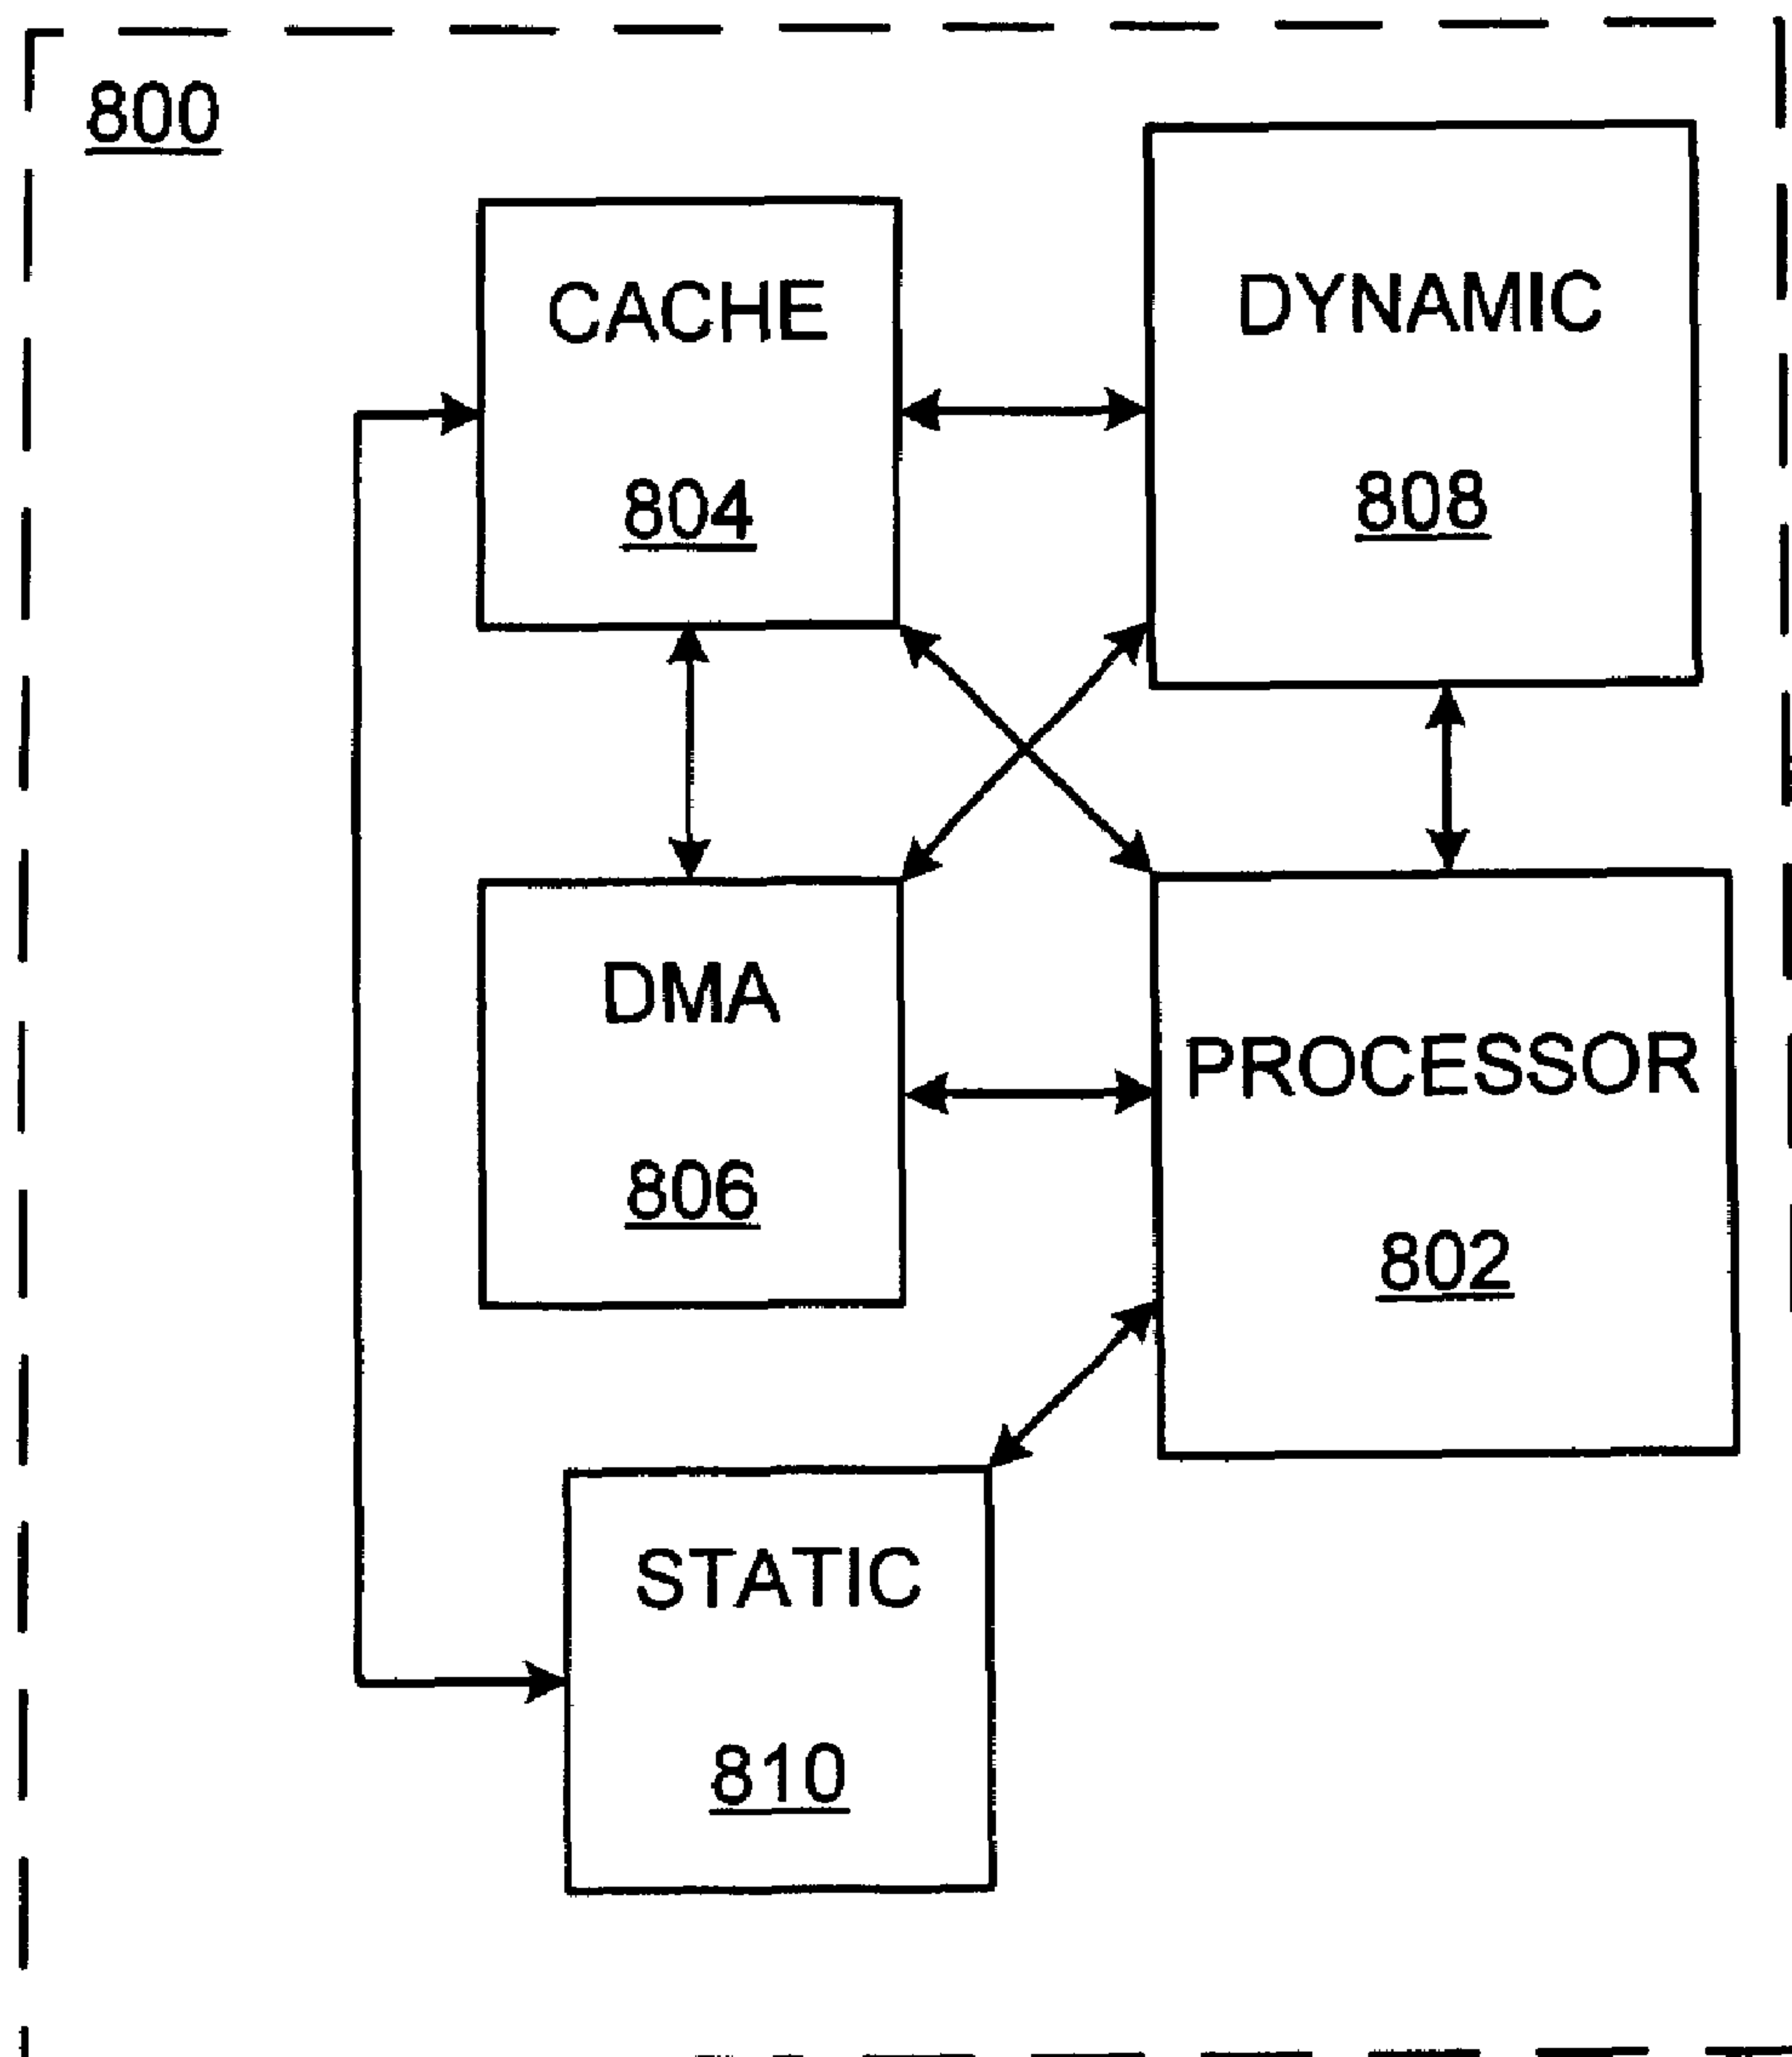 800
CACHE
804
DYNAMIC
808
DMA
806
PROCESSOR
802
STATIC
810